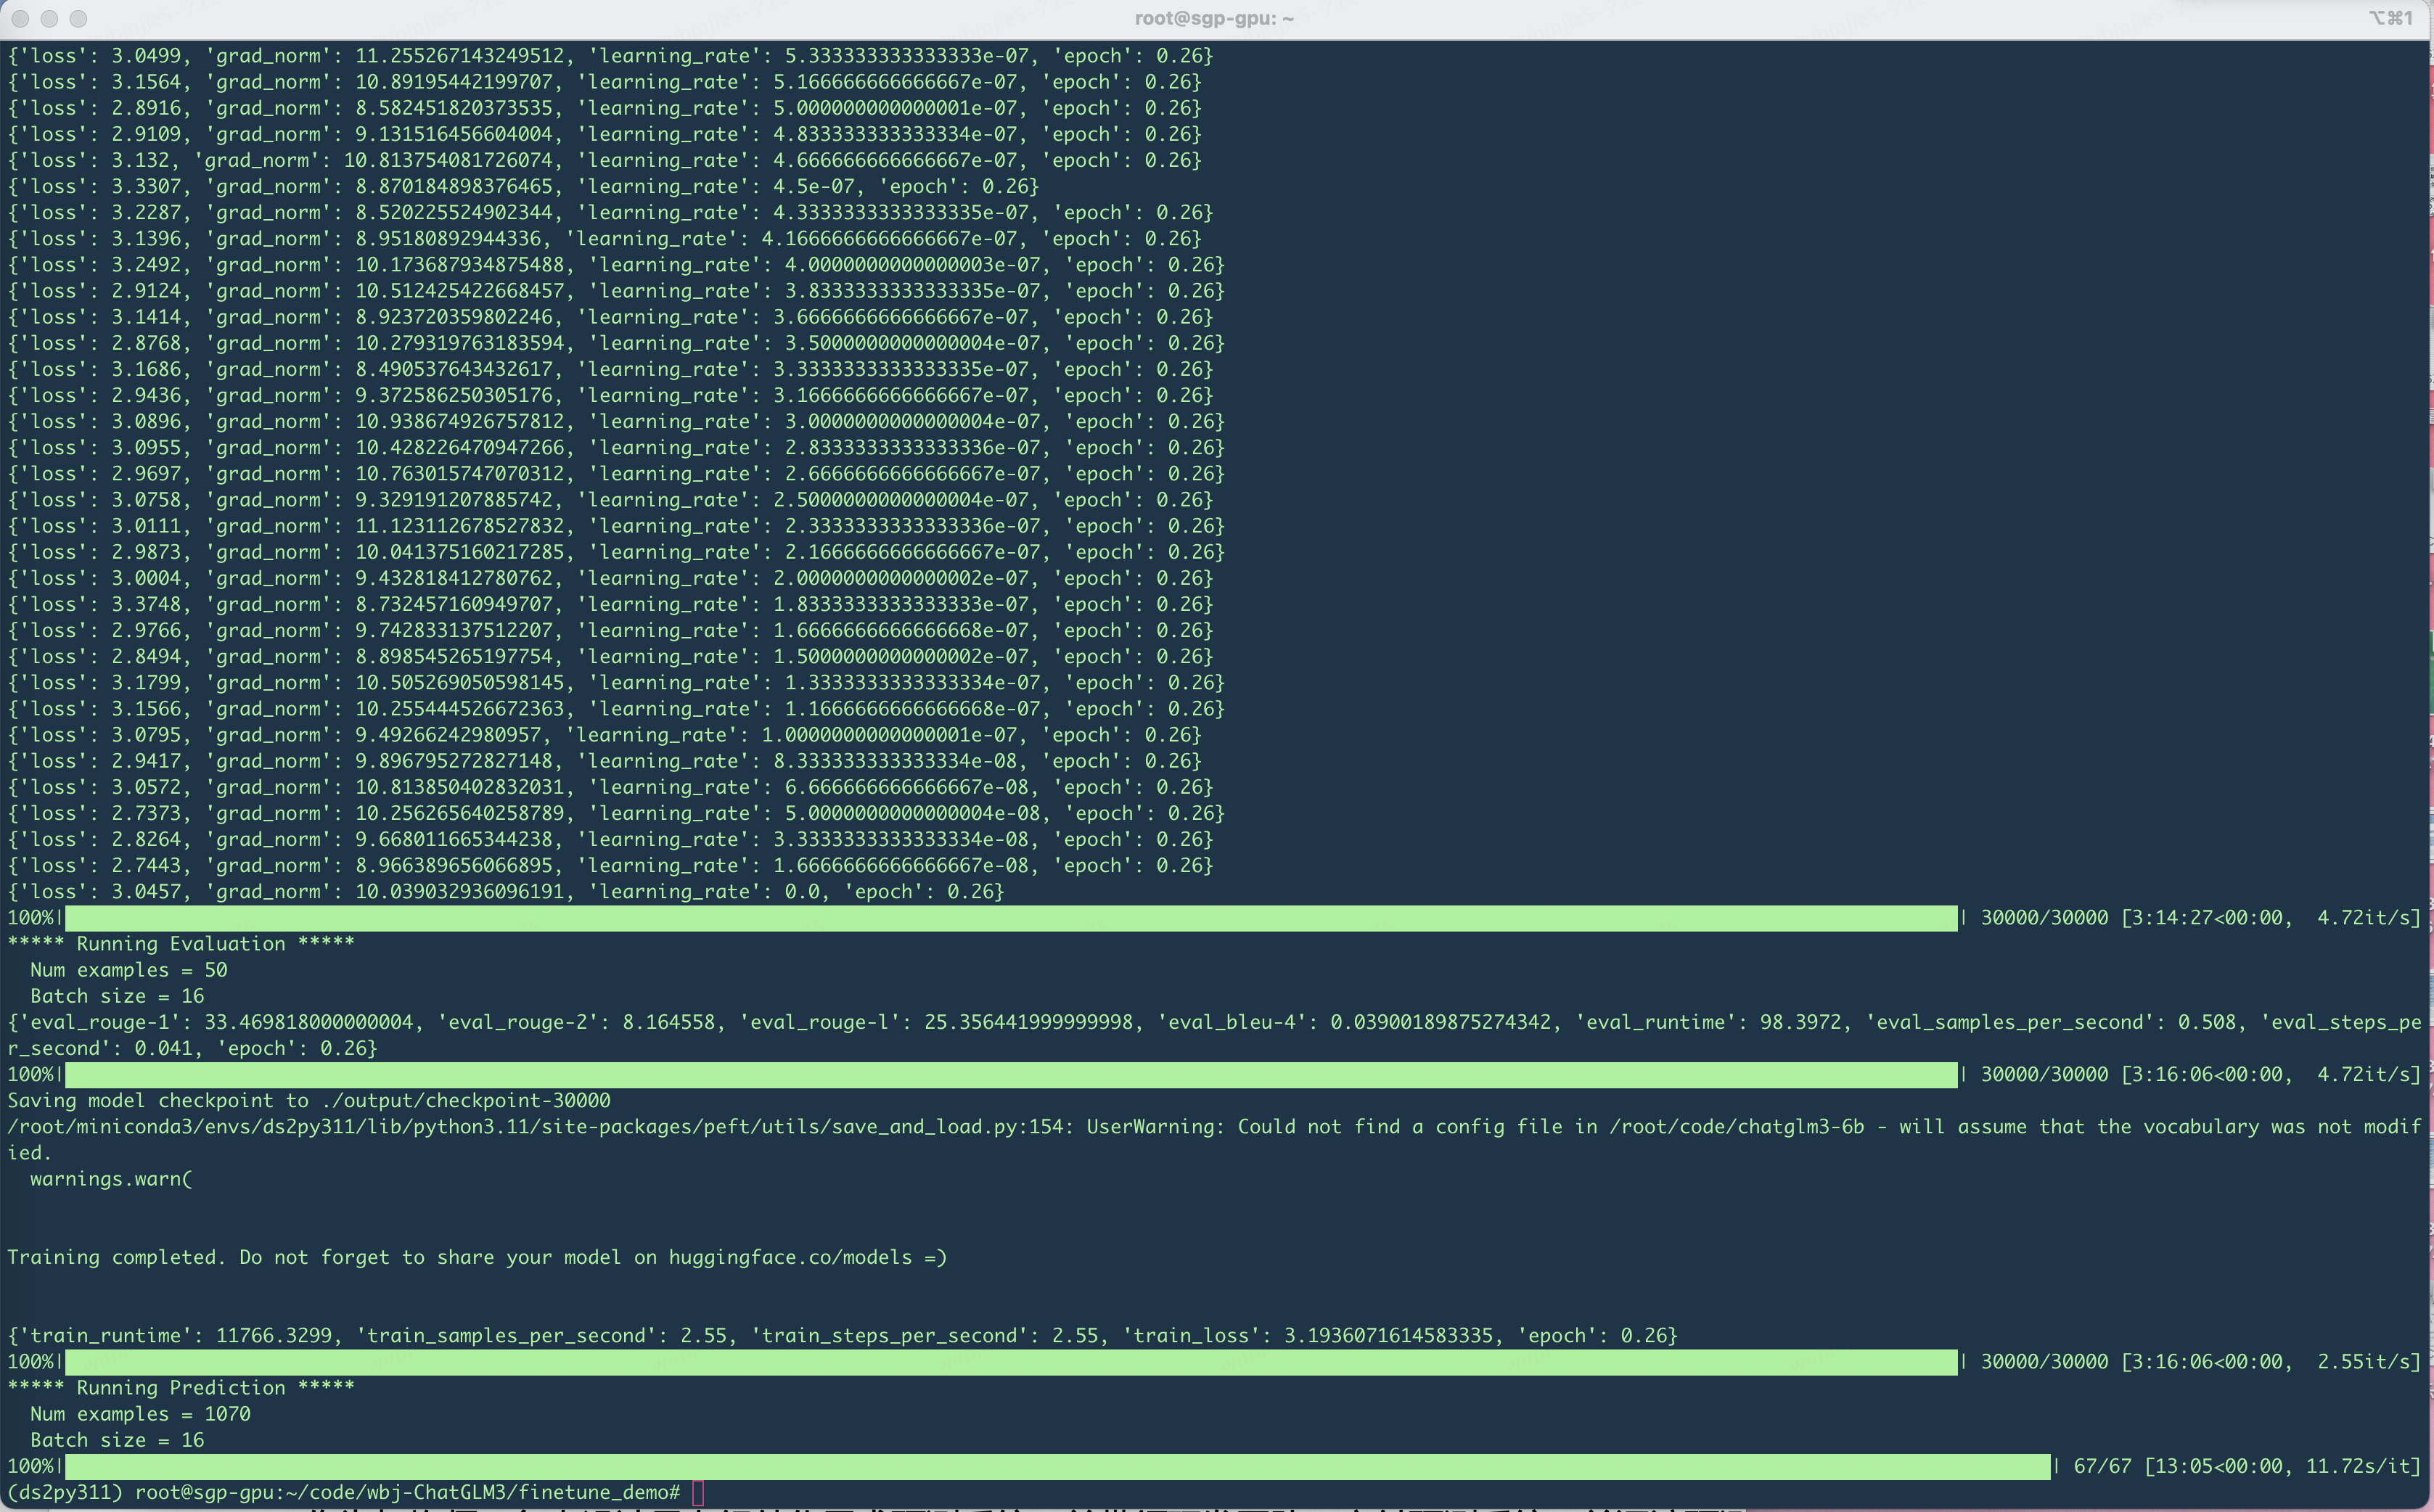 root@sgp-gpu: ~
⌥⌘1
{'loss': 3.0499, 'grad_norm': 11.255267143249512, 'learning_rate': 5.333333333333333e-07, 'epoch': 0.26}
{'loss': 3.1564, 'grad_norm': 10.89195442199707, 'learning_rate': 5.166666666666667e-07, 'epoch': 0.26}
{'loss': 2.8916, 'grad_norm': 8.582451820373535, 'learning_rate': 5.000000000000001e-07, 'epoch': 0.26}
{'loss': 2.9109, 'grad_norm': 9.131516456604004, 'learning_rate': 4.833333333333334e-07, 'epoch': 0.26}
{'loss': 3.132, 'grad_norm': 10.813754081726074, 'learning_rate': 4.666666666666667e-07, 'epoch': 0.26}
{'loss': 3.3307, 'grad_norm': 8.870184898376465, 'learning_rate': 4.5e-07, 'epoch': 0.26}
{'loss': 3.2287, 'grad_norm': 8.520225524902344, 'learning_rate': 4.3333333333333335e-07, 'epoch': 0.26}
{'loss': 3.1396, 'grad_norm': 8.95180892944336, 'learning_rate': 4.1666666666666667e-07, 'epoch': 0.26}
{'loss': 3.2492, 'grad_norm': 10.173687934875488, 'learning_rate': 4.0000000000000003e-07, 'epoch': 0.26}
{'loss': 2.9124, 'grad_norm': 10.512425422668457, 'learning_rate': 3.8333333333333335e-07, 'epoch': 0.26}
{'loss': 3.1414, 'grad_norm': 8.923720359802246, 'learning_rate': 3.6666666666666667e-07, 'epoch': 0.26}
{'loss': 2.8768, 'grad_norm': 10.279319763183594, 'learning_rate': 3.5000000000000004e-07, 'epoch': 0.26}
{'loss': 3.1686, 'grad_norm': 8.490537643432617, 'learning_rate': 3.3333333333333335e-07, 'epoch': 0.26}
{'loss': 2.9436, 'grad_norm': 9.372586250305176, 'learning_rate': 3.1666666666666667e-07, 'epoch': 0.26}
{'loss': 3.0896, 'grad_norm': 10.938674926757812, 'learning_rate': 3.0000000000000004e-07, 'epoch': 0.26}
{'loss': 3.0955, 'grad_norm': 10.428226470947266, 'learning_rate': 2.8333333333333336e-07, 'epoch': 0.26}
{'loss': 2.9697, 'grad_norm': 10.763015747070312, 'learning_rate': 2.6666666666666667e-07, 'epoch': 0.26}
{'loss': 3.0758, 'grad_norm': 9.329191207885742, 'learning_rate': 2.5000000000000004e-07, 'epoch': 0.26}
{'loss': 3.0111, 'grad_norm': 11.123112678527832, 'learning_rate': 2.3333333333333336e-07, 'epoch': 0.26}
{'loss': 2.9873, 'grad_norm': 10.041375160217285, 'learning_rate': 2.1666666666666667e-07, 'epoch': 0.26}
{'loss': 3.0004, 'grad_norm': 9.432818412780762, 'learning_rate': 2.0000000000000002e-07, 'epoch': 0.26}
{'loss': 3.3748, 'grad_norm': 8.732457160949707, 'learning_rate': 1.8333333333333333e-07, 'epoch': 0.26}
{'loss': 2.9766, 'grad_norm': 9.742833137512207, 'learning_rate': 1.6666666666666668e-07, 'epoch': 0.26}
{'loss': 2.8494, 'grad_norm': 8.898545265197754, 'learning_rate': 1.5000000000000002e-07, 'epoch': 0.26}
{'loss': 3.1799, 'grad_norm': 10.505269050598145, 'learning_rate': 1.3333333333333334e-07, 'epoch': 0.26}
{'loss': 3.1566, 'grad_norm': 10.255444526672363, 'learning_rate': 1.1666666666666668e-07, 'epoch': 0.26}
{'loss': 3.0795, 'grad_norm': 9.49266242980957, 'learning_rate': 1.0000000000000001e-07, 'epoch': 0.26}
{'loss': 2.9417, 'grad_norm': 9.896795272827148, 'learning_rate': 8.333333333333334e-08, 'epoch': 0.26}
{'loss': 3.0572, 'grad_norm': 10.813850402832031, 'learning_rate': 6.666666666666667e-08, 'epoch': 0.26}
{'loss': 2.7373, 'grad_norm': 10.256265640258789, 'learning_rate': 5.0000000000000004e-08, 'epoch': 0.26}
{'loss': 2.8264, 'grad_norm': 9.668011665344238, 'learning_rate': 3.3333333333333334e-08, 'epoch': 0.26}
{'loss': 2.7443, 'grad_norm': 8.966389656066895, 'learning_rate': 1.6666666666666667e-08, 'epoch': 0.26}
{'loss': 3.0457, 'grad_norm': 10.039032936096191, 'learning_rate': 0.0, 'epoch': 0.26}
100%| | 30000/30000 [3:14:27<00:00, 4.72it/s]
***** Running Evaluation *****
Num examples = 50
Batch size = 16
{'eval_rouge-1': 33.469818000000004, 'eval_rouge-2': 8.164558, 'eval_rouge-l': 25.356441999999998, 'eval_bleu-4': 0.03900189875274342, 'eval_runtime': 98.3972, 'eval_samples_per_second': 0.508, 'eval_steps_pe
r_second': 0.041, 'epoch': 0.26}
100%| | 30000/30000 [3:16:06<00:00, 4.72it/s]
Saving model checkpoint to ./output/checkpoint-30000
/root/miniconda3/envs/ds2py311/lib/python3.11/site-packages/peft/utils/save_and_load.py:154: UserWarning: Could not find a config file in /root/code/chatglm3-6b - will assume that the vocabulary was not modif
ied.
warnings.warn(
Training completed. Do not forget to share your model on huggingface.co/models =)
{'train_runtime': 11766.3299, 'train_samples_per_second': 2.55, 'train_steps_per_second': 2.55, 'train_loss': 3.1936071614583335, 'epoch': 0.26}
100%| | 30000/30000 [3:16:06<00:00, 2.55it/s]
***** Running Prediction *****
Num examples = 1070
Batch size = 16
100%| | 67/67 [13:05<00:00, 11.72s/it]
(ds2py311) root@sgp-gpu:~/code/wbj-ChatGLM3/finetune_demo#